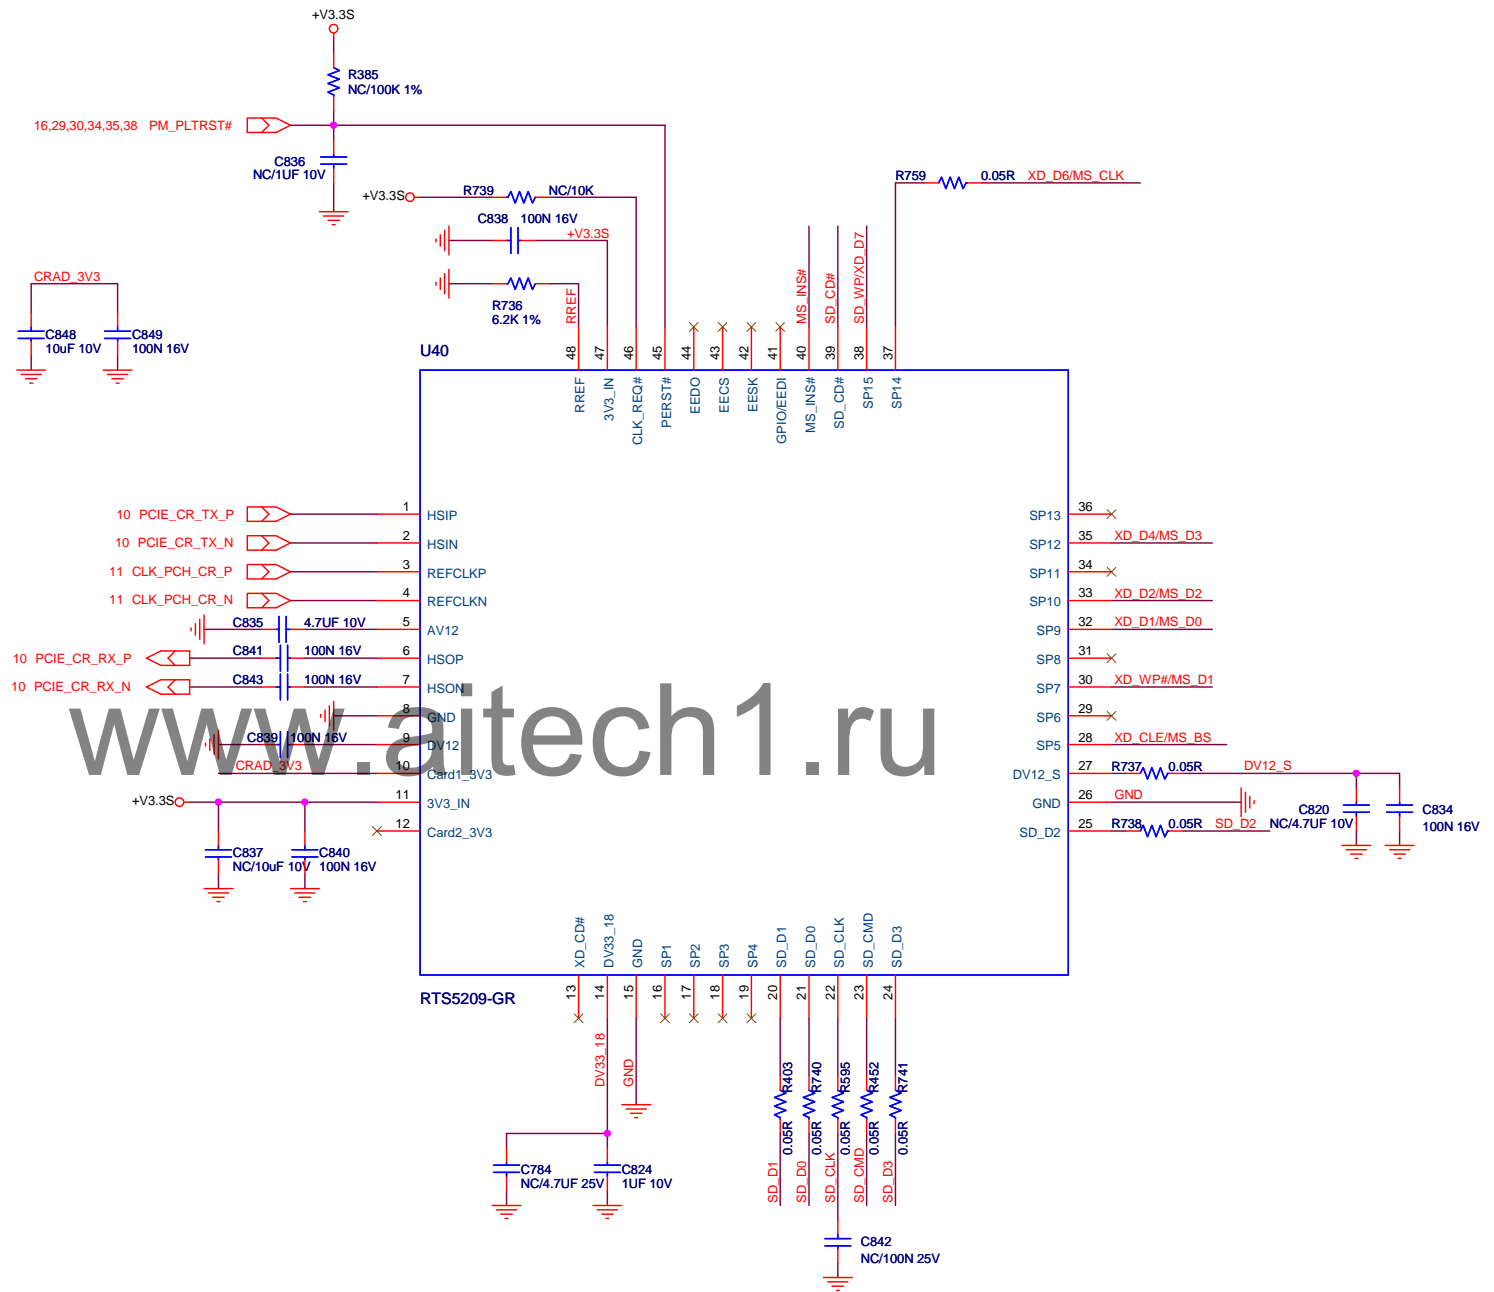 +V3.3S
R385
NC/100K 1%
16,29,30,34,35,38 PM_PLTRST#
C836
NC/1UF 10V
+V3.3S
R739
NC/10K
C838 100N 16V
+V3.3S
R736
6.2K 1%
RREF
R759
0.05R
XD_D6/MS_CLK
MS_INS#
SD_CD#
SD_WP/XD_D7
CRAD_3V3
C848
10uF 10V
C849
100N 16V
U40
48
47
46
45
44
43
42
41
40
39
38
37
RREF
3V3_IN
CLK_REQ#
PERST#
EEDO
EECS
EESK
GPIO/EEDI
MS_INS#
SD_CD#
SP15
SP14
10 PCIE_CR_TX_P
1
HSIP
10 PCIE_CR_TX_N
2
HSIN
11 CLK_PCH_CR_P
3
REFCLKP
11 CLK_PCH_CR_N
4
REFCLKN
C835
4.7UF 10V
5
AV12
10 PCIE_CR_RX_P
C841
100N 16V
6
HSOP
10 PCIE_CR_RX_N
C843
100N 16V
7
HSON
8
GND
C839
100N 16V
9
DV12
CRAD_3V3
10
Card1_3V3
+V3.3S
11
3V3_IN
12
Card2_3V3
C837
NC/10uF 10V
C840
100N 16V
www.aitech1.ru
SP13
36
SP12
35
XD_D4/MS_D3
SP11
34
SP10
33
XD_D2/MS_D2
SP9
32
XD_D1/MS_D0
SP8
31
SP7
30
XD_WP#/MS_D1
SP6
29
SP5
28
XD_CLE/MS_BS
DV12_S
27
R737
0.05R
DV12_S
GND
26
GND
SD_D2
25
R738
0.05R
SD_D2
C820
NC/4.7UF 10V
C834
100N 16V
XD_CD#
DV33_18
GND
SP1
SP2
SP3
SP4
SD_D1
SD_D0
SD_CLK
SD_CMD
SD_D3
RTS5209-GR
13
14
15
16
17
18
19
20
21
22
23
24
DV33_18
GND
R403
R740
R595
R452
R741
0.05R
0.05R
0.05R
0.05R
0.05R
SD_D1
SD_D0
SD_CLK
SD_CMD
SD_D3
C784
NC/4.7UF 25V
C824
1UF 10V
C842
NC/100N 25V